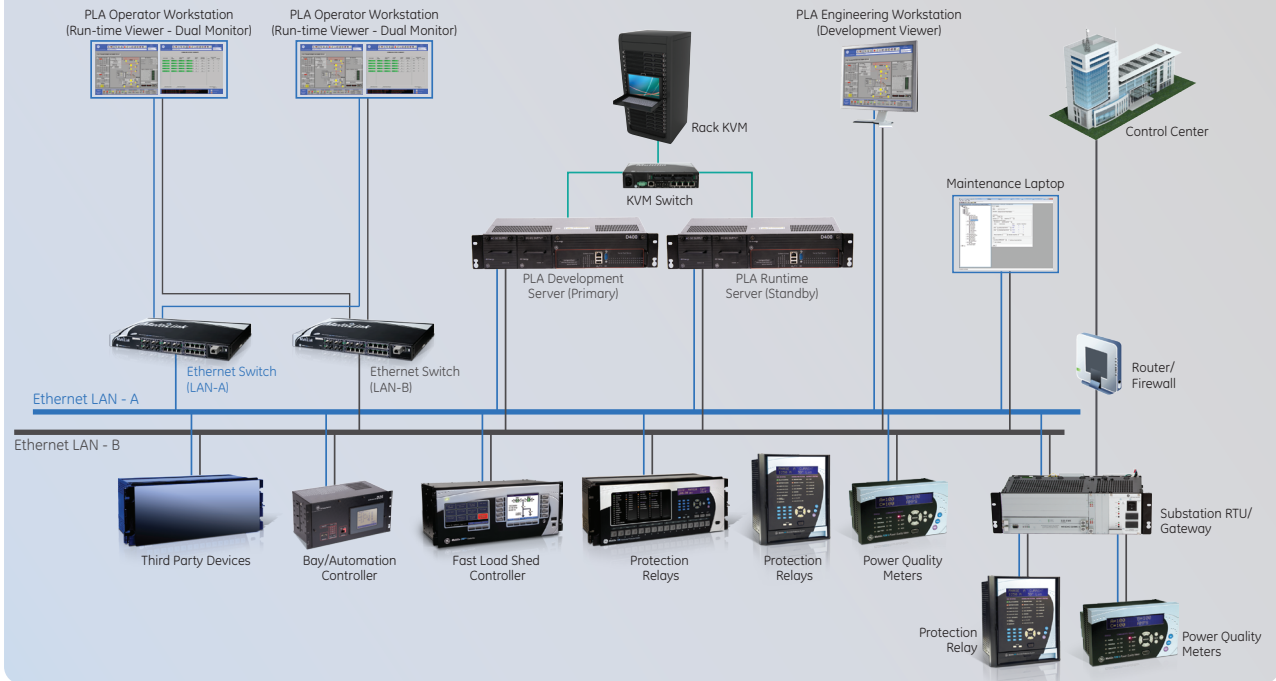 PLA Operator Workstation
(Run-time Viewer - Dual Monitor)
PLA Operator Workstation
(Run-time Viewer - Dual Monitor)
PLA Engineering Workstation
(Development Viewer)
Rack KVM
Control Center
KVM Switch
Maintenance Laptop
D400
D400
PLA Development
Server (Primary)
PLA Runtime
Server (Standby)
Router/
Firewall
Ethernet Switch
(LAN-A)
Ethernet Switch
(LAN-B)
Ethernet LAN - A
Ethernet LAN - B
Third Party Devices
Bay/Automation
Controller
Fast Load Shed
Controller
Protection
Relays
Protection
Relays
Power Quality
Meters
Substation RTU/
Gateway
Protection
Relay
Power Quality
Meters